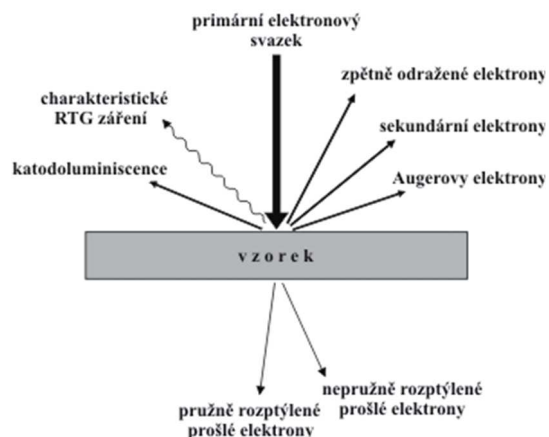 primární elektronový
svazek
zpětně odražené elektrony
charakteristické
RTG záření
sekundární elektrony
katodoluminiscence
Augerovy elektrony
vzorek
nepružně rozptýlené
prošlé elektrony
pružně rozptýlené
prošlé elektrony